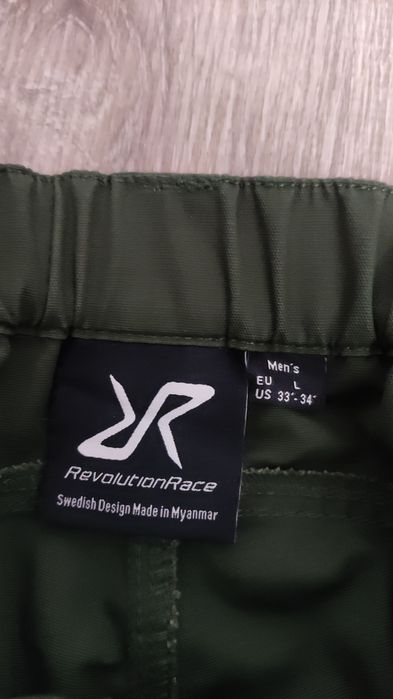 Men's
EU L
US 33"-34"
RevolutionRace
Swedish Design Made in Myanmar